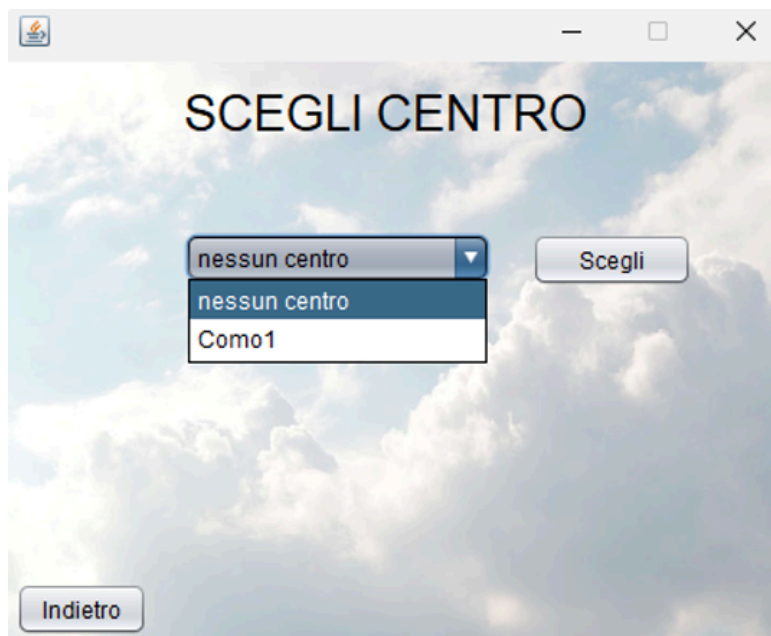 SCEGLI CENTRO
nessun centro
Scegli
nessun centro
Como1
Indietro